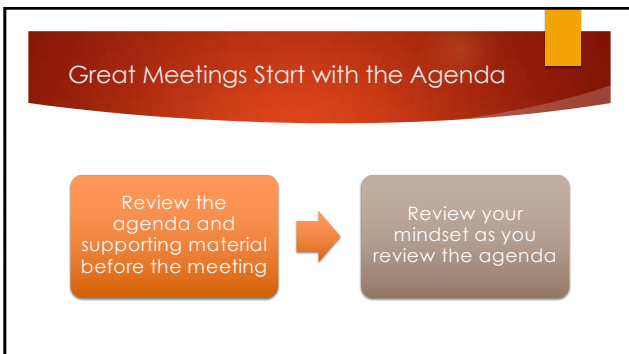 Great Meetings Start with the Agenda
Review the
agenda and
supporting material
before the meeting
Review your
mindset as you
review the agenda